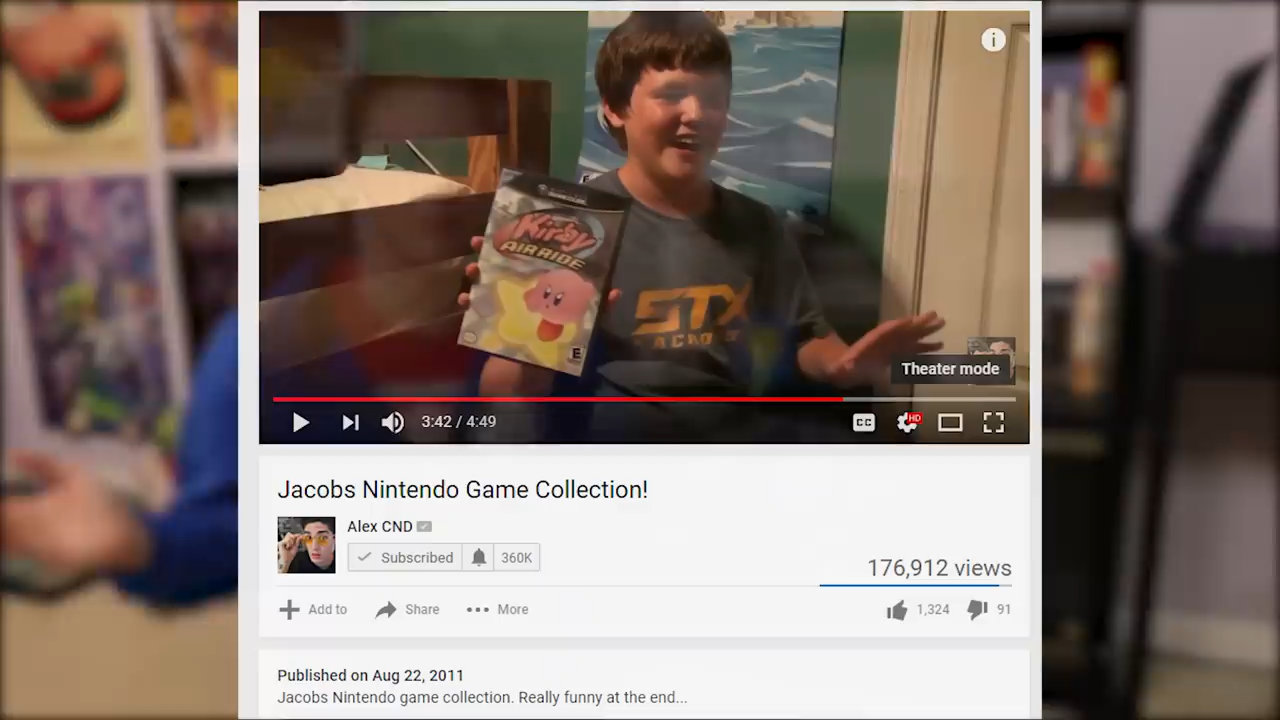 Kirby
AIR RIDE
E
STX
i
Theater mode
3:42 / 4:49
CC
HD
Jacobs Nintendo Game Collection!
Alex CND
Subscribed
360K
176,912 views
Add to
Share
More
1,324
91
Published on Aug 22, 2011
Jacobs Nintendo game collection. Really funny at the end...